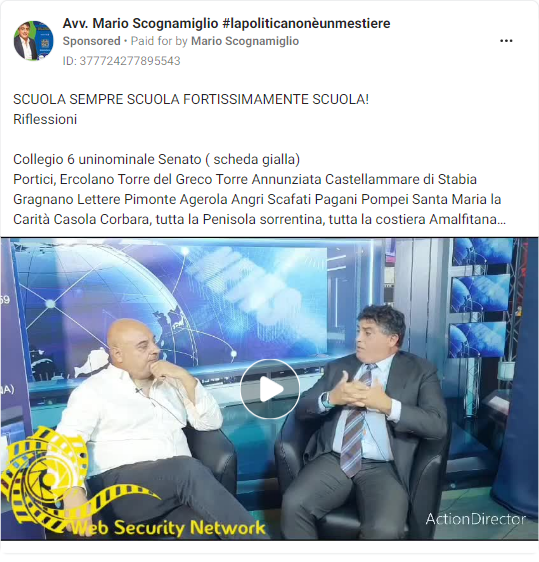 Avv. Mario Scognamiglio #lapoliticanonèunmestiere
Sponsored • Paid for by Mario Scognamiglio
ID: 377724277895543
SCUOLA SEMPRE SCUOLA FORTISSIMAMENTE SCUOLA!
Riflessioni
Collegio 6 uninominale Senato ( scheda gialla)
Portici, Ercolano Torre del Greco Torre Annunziata Castellammare di Stabia
Gragnano Lettere Pimonte Agerola Angri Scafati Pagani Pompei Santa Maria la
Carità Casola Corbara, tutta la Penisola sorrentina, tutta la costiera Amalfitana...
Web Security Network
ActionDirector